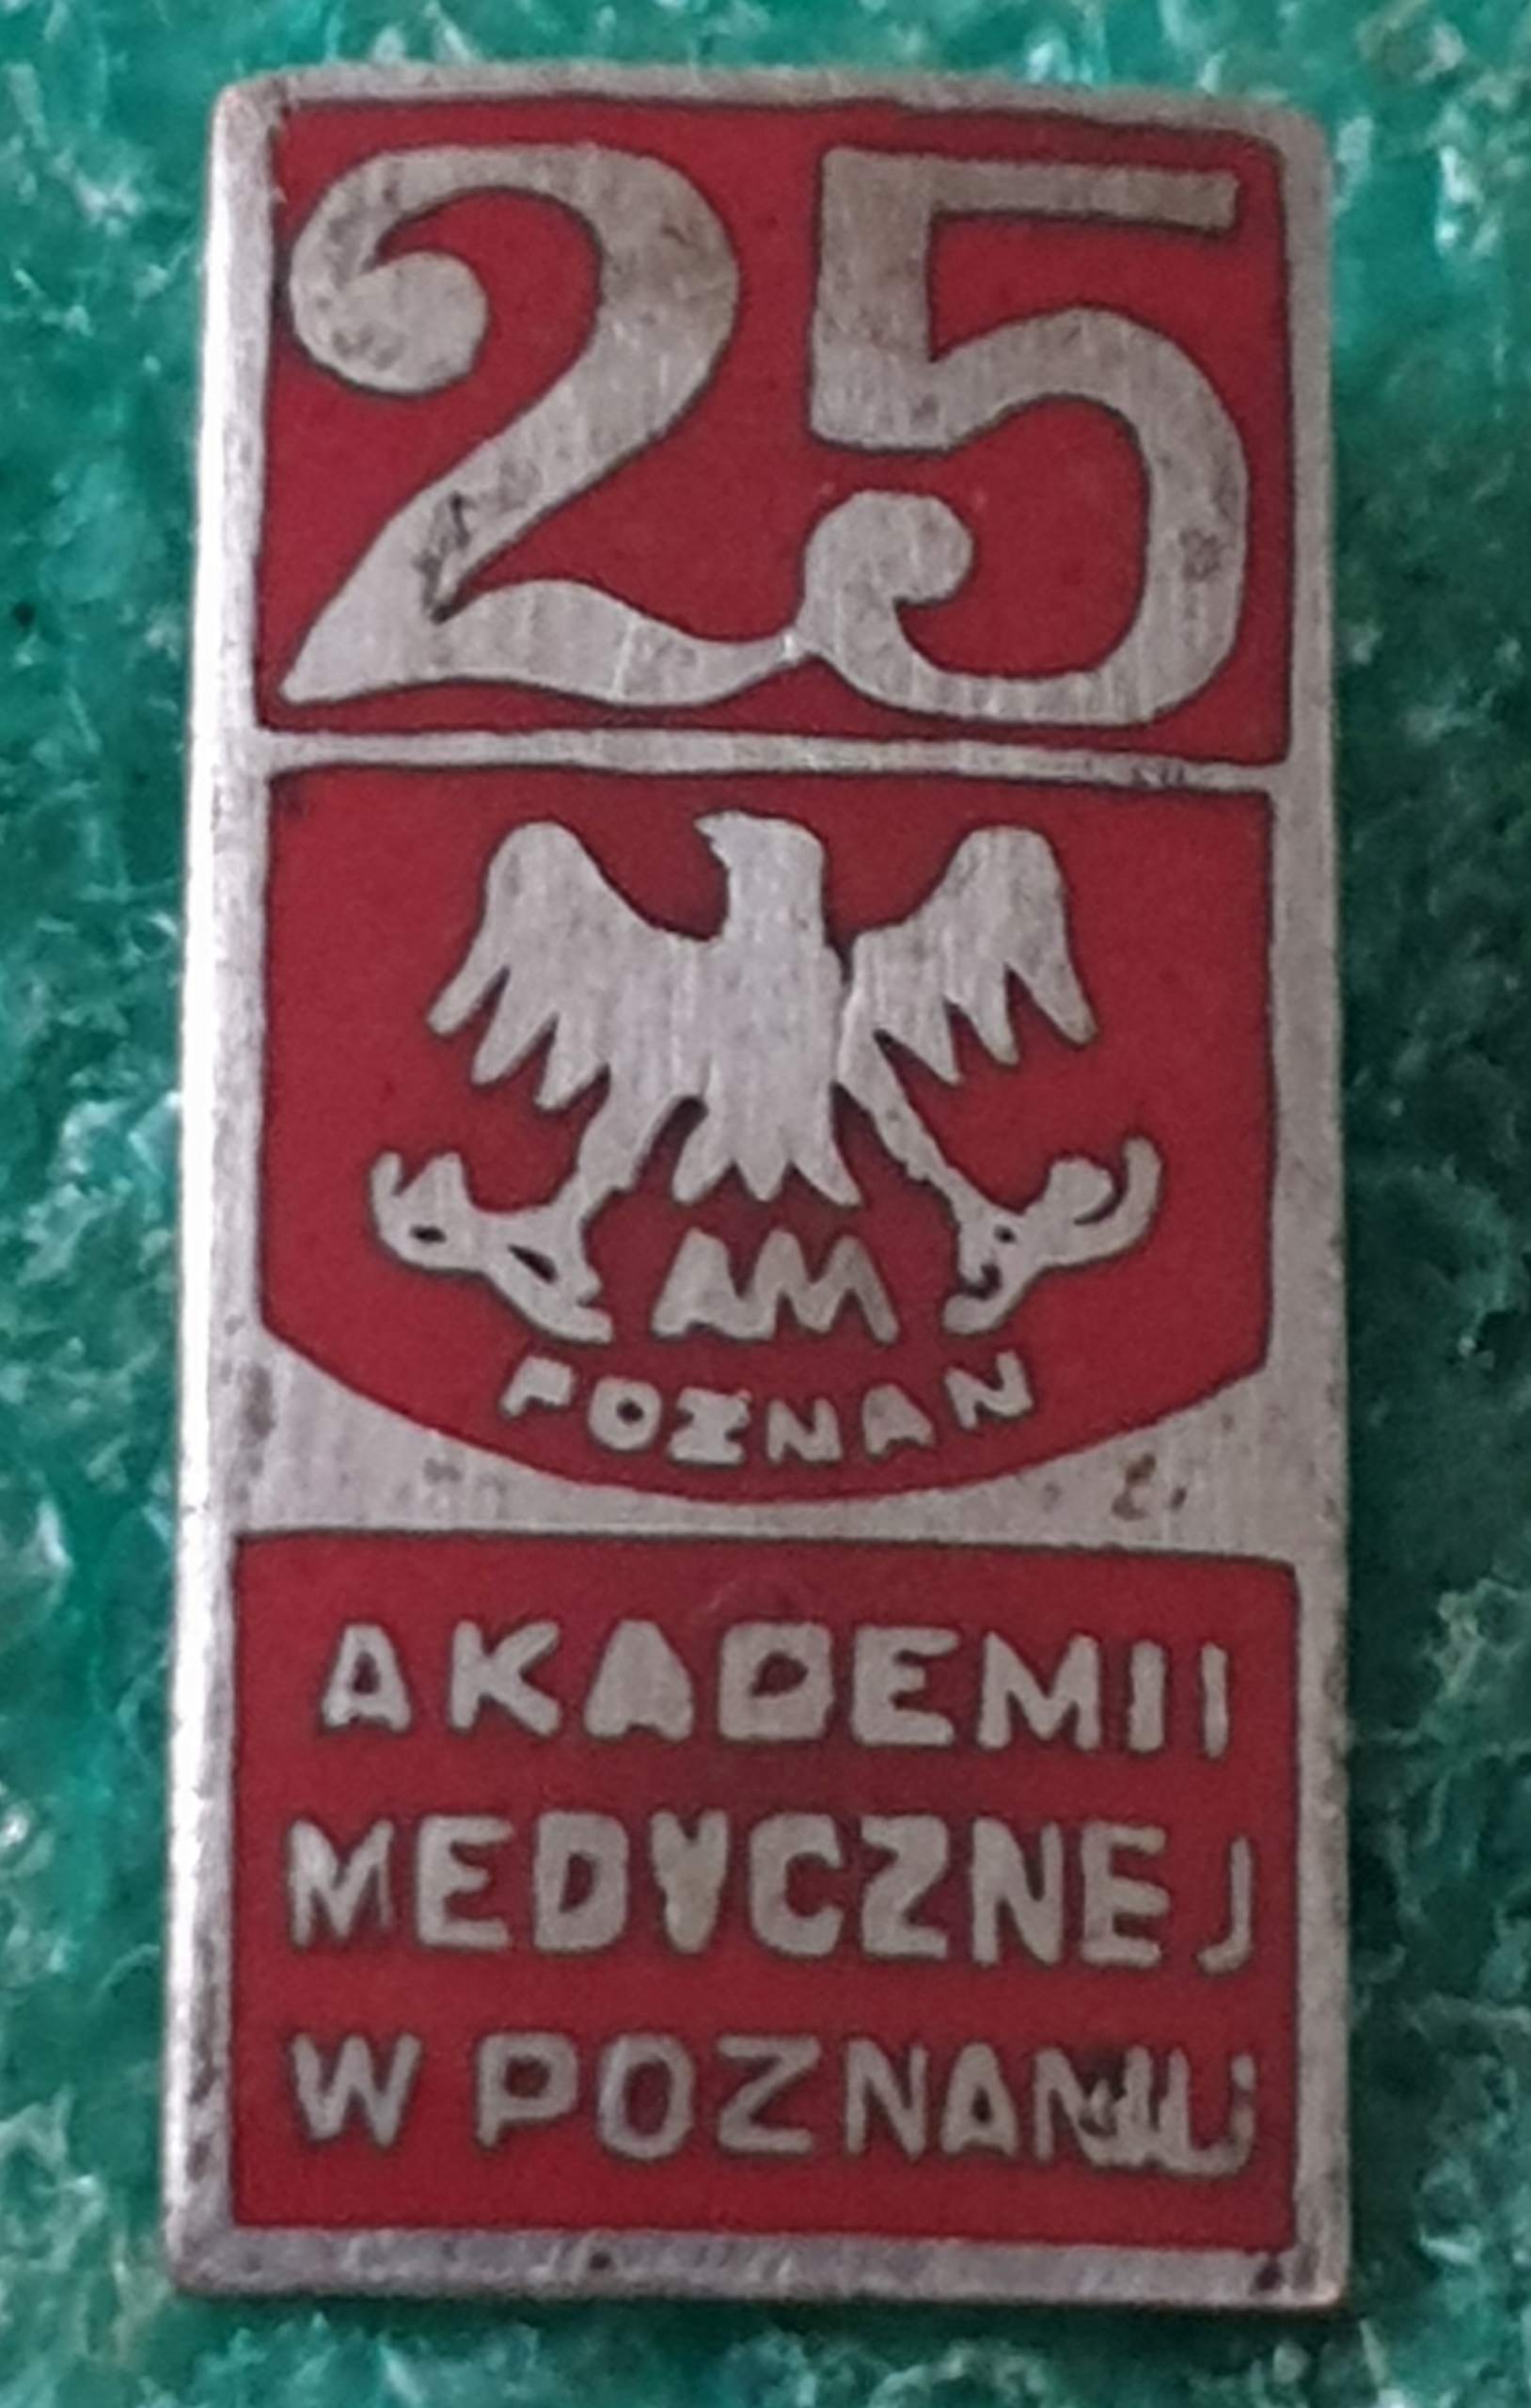 25
AM
POZNAN
AKADEMII
MEDYCZNEJ
W POZNANIU